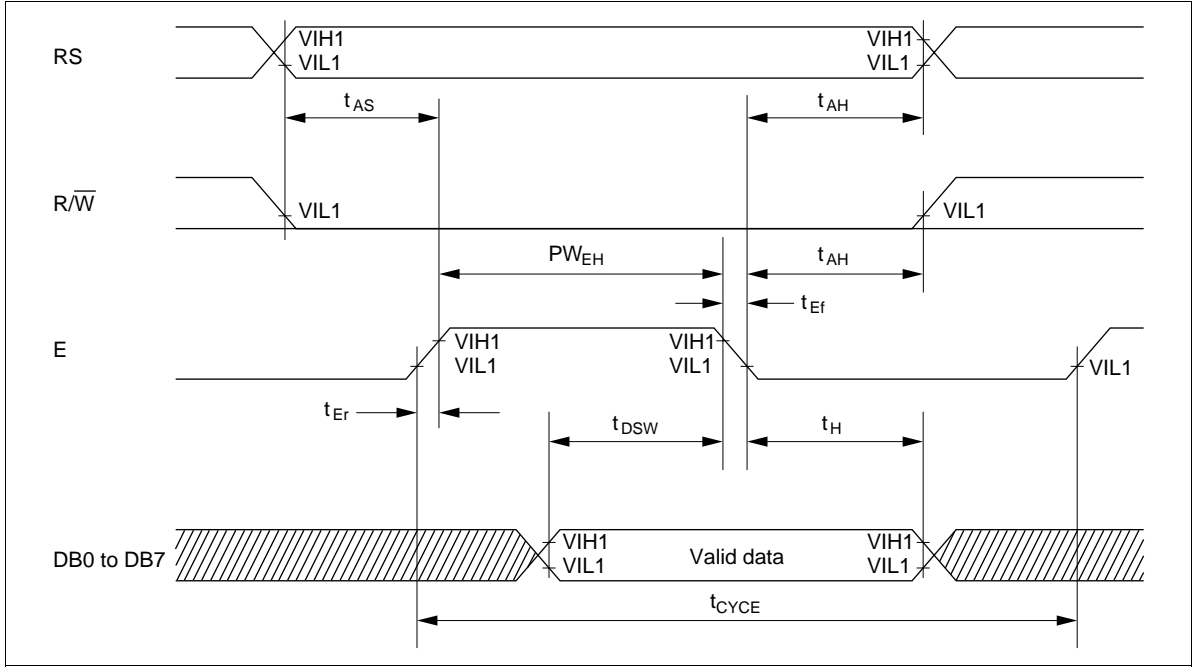 RS
VIH1
VIL1
VIH1
VIL1
tAS
tAH
R/W̅
VIL1
VIL1
PWEH
tAH
tEf
E
VIH1
VIL1
VIH1
VIL1
VIL1
tEr
tDSW
tH
DB0 to DB7
VIH1
VIL1
Valid data
VIH1
VIL1
tCYCE